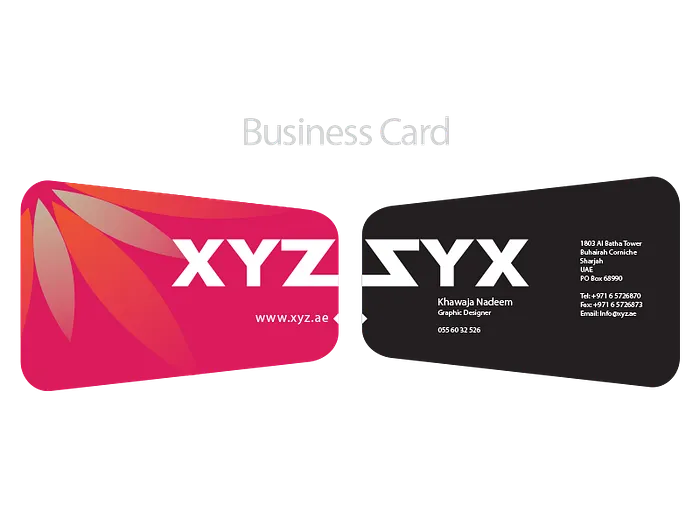 Business Card
XYZ
www.xyz.ae
ZYX
Khawaja Nadeem
Graphic Designer
055 60 32 526
1803 Al Batha Tower
Buhairah Corniche
Sharjah
UAE
PO Box 68990
Tel: +971 6 5726870
Fax: +971 6 5726873
Email: Info@xyz.ae